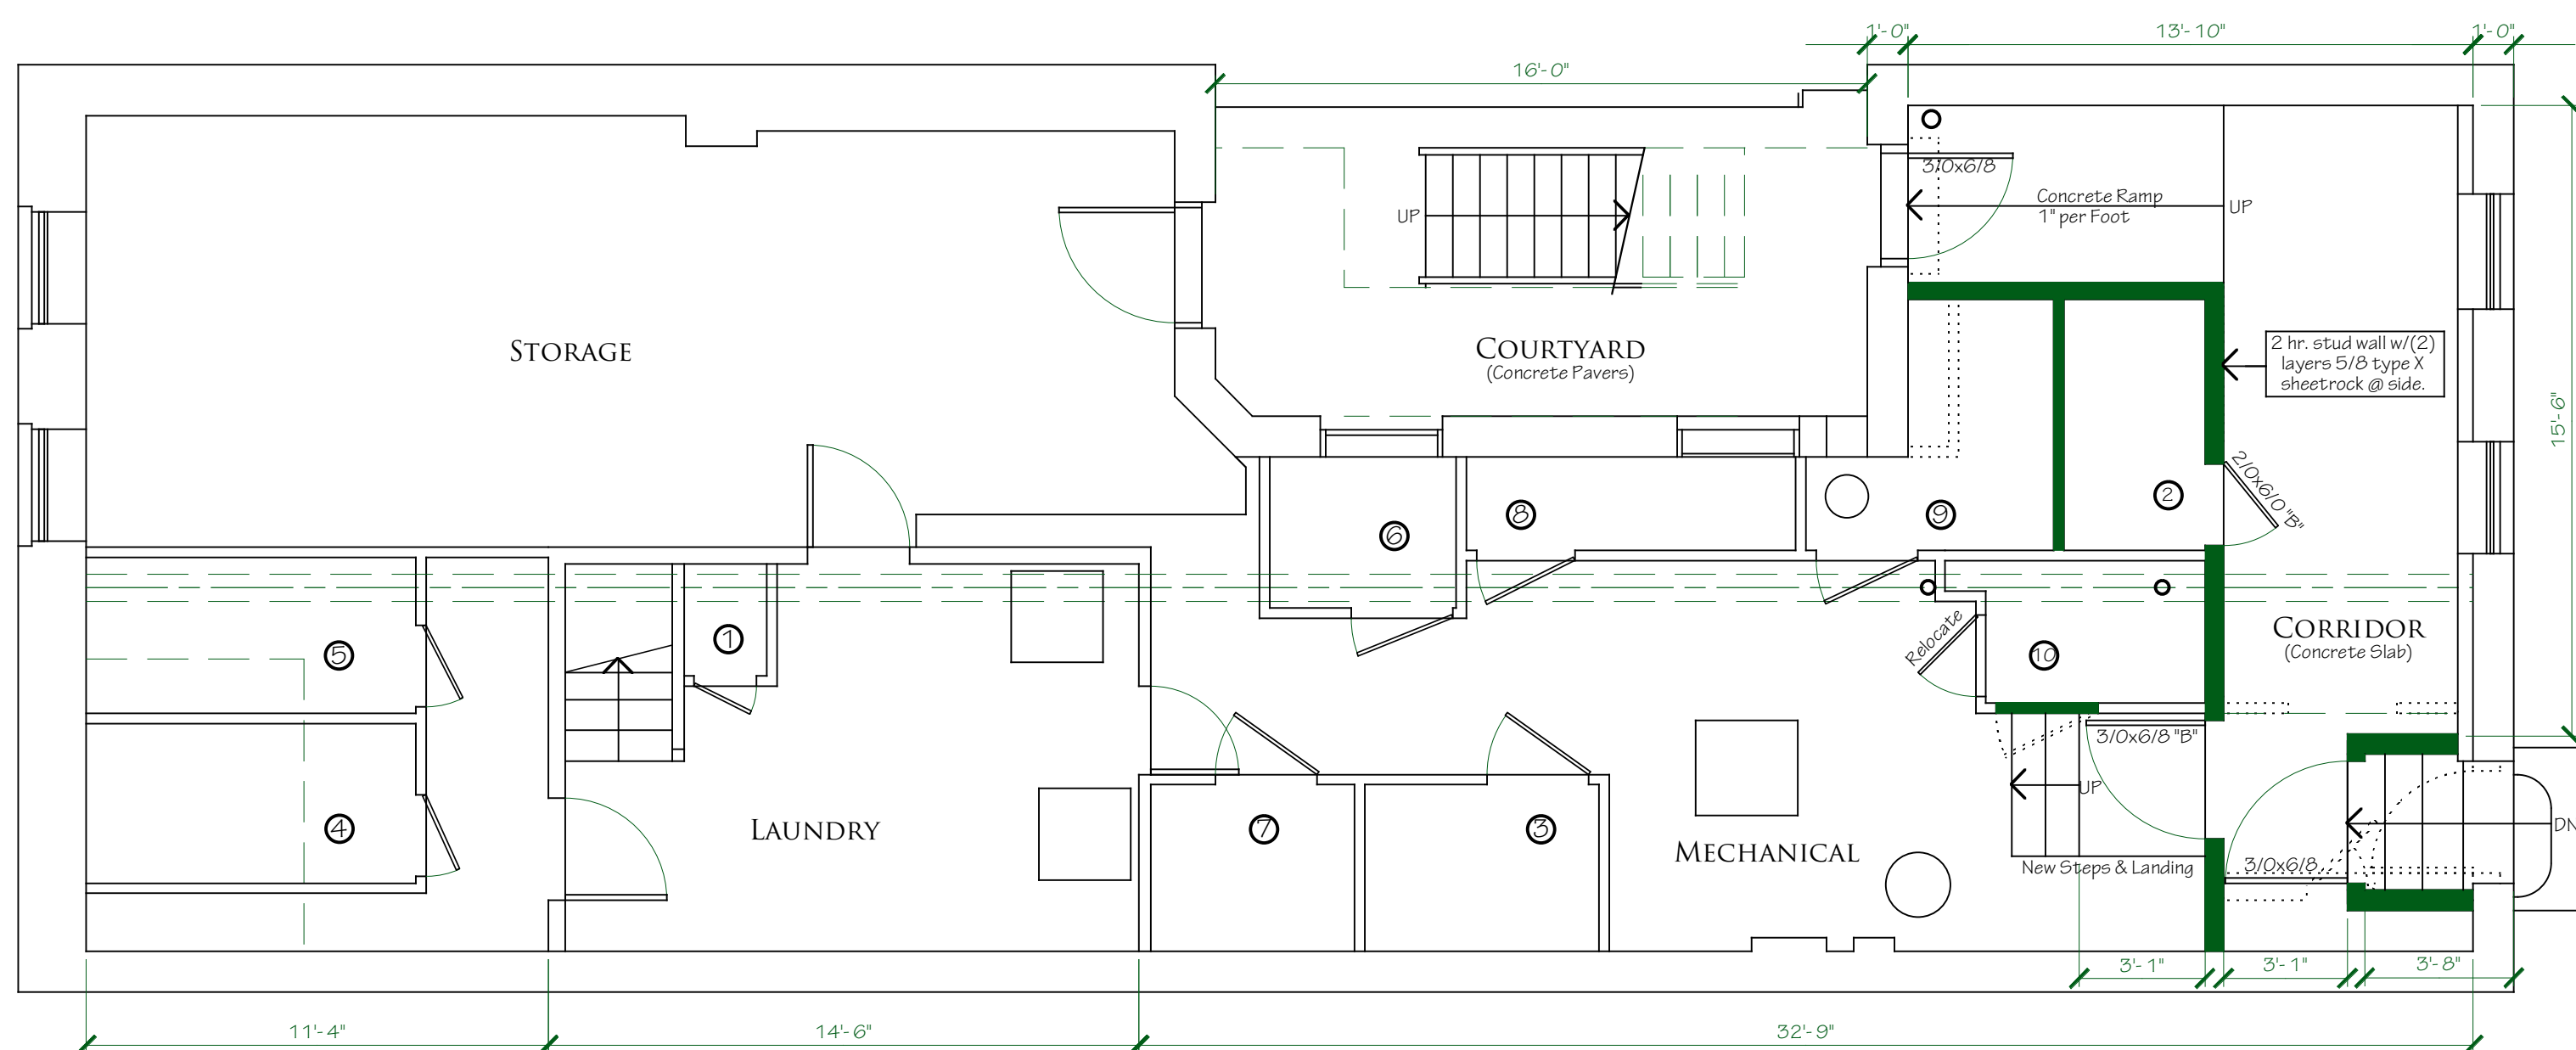 1'-0"
13'-10"
1'-0"
16'-0"
3/0x6/8
Concrete Ramp
1" per Foot
UP
UP
STORAGE
COURTYARD
(Concrete Pavers)
2 hr. stud wall w/(2)
layers 5/8 type X
sheetrock @ side.
15'-6"
2/0x6/0 "B"
6
8
9
2
5
1
Relocate
10
CORRIDOR
(Concrete Slab)
3/0x6/8 "B"
UP
4
LAUNDRY
7
3
MECHANICAL
DN
New Steps & Landing
3/0x6/8
3'-1"
3'-1"
3'-8"
11'-4"
14'-6"
32'-9"